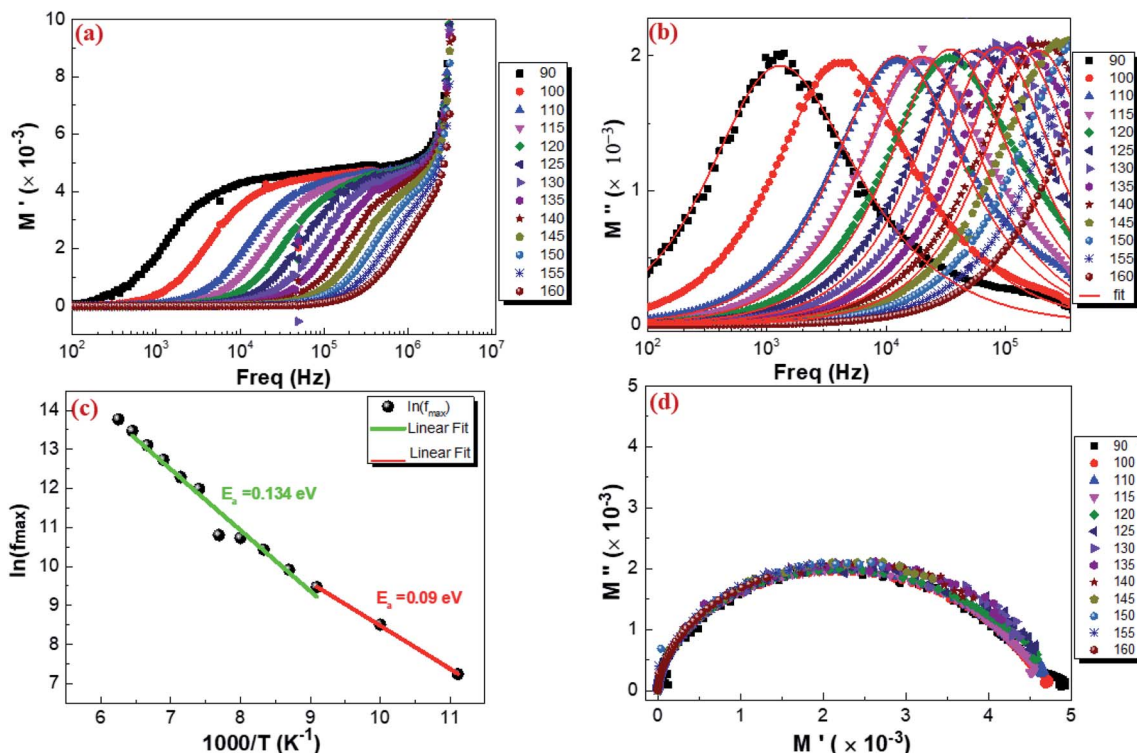 (a)
10
8
6
4
2
0
M ' ( × 10⁻³)
10² 10³ 10⁴ 10⁵ 10⁶ 10⁷
Freq (Hz)
90
100
110
115
120
125
130
135
140
145
150
155
160
(b)
2
1
0
M '' ( × 10⁻³)
10² 10³ 10⁴ 10⁵
Freq (Hz)
90
100
110
115
120
125
130
135
140
145
150
155
160
fit
(c)
14
13
12
11
10
9
8
7
ln(fmax)
ln(f_max)
Linear Fit
Linear Fit
E_a =0.134 eV
E_a =0.09 eV
6 7 8 9 10 11
1000/T (K⁻¹)
(d)
5
4
3
2
1
0
M '' ( × 10⁻³)
0 1 2 3 4 5
M ' ( × 10⁻³)
90
100
110
115
120
125
130
135
140
145
150
155
160